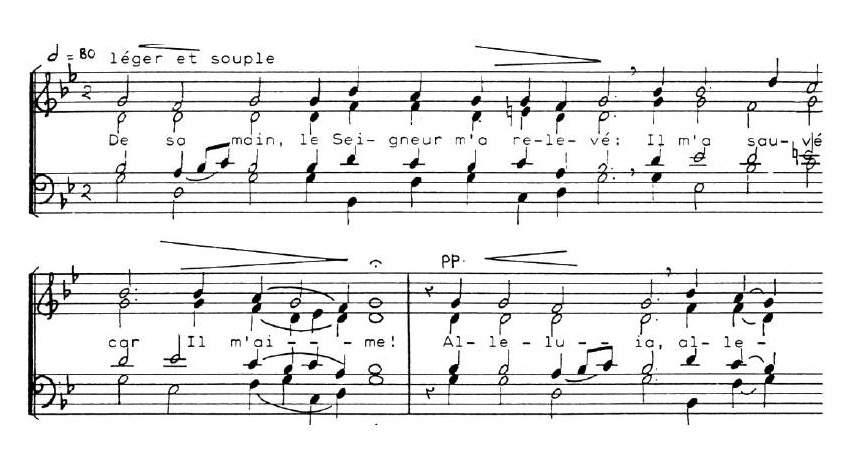 = 80 léger et souple
De sa main, le Sei- gneur m'a re-le-vé; Il m'a sau-vé
car Il m'ai - - - me!
pp.
Al- le - lu - - ia, al- le -